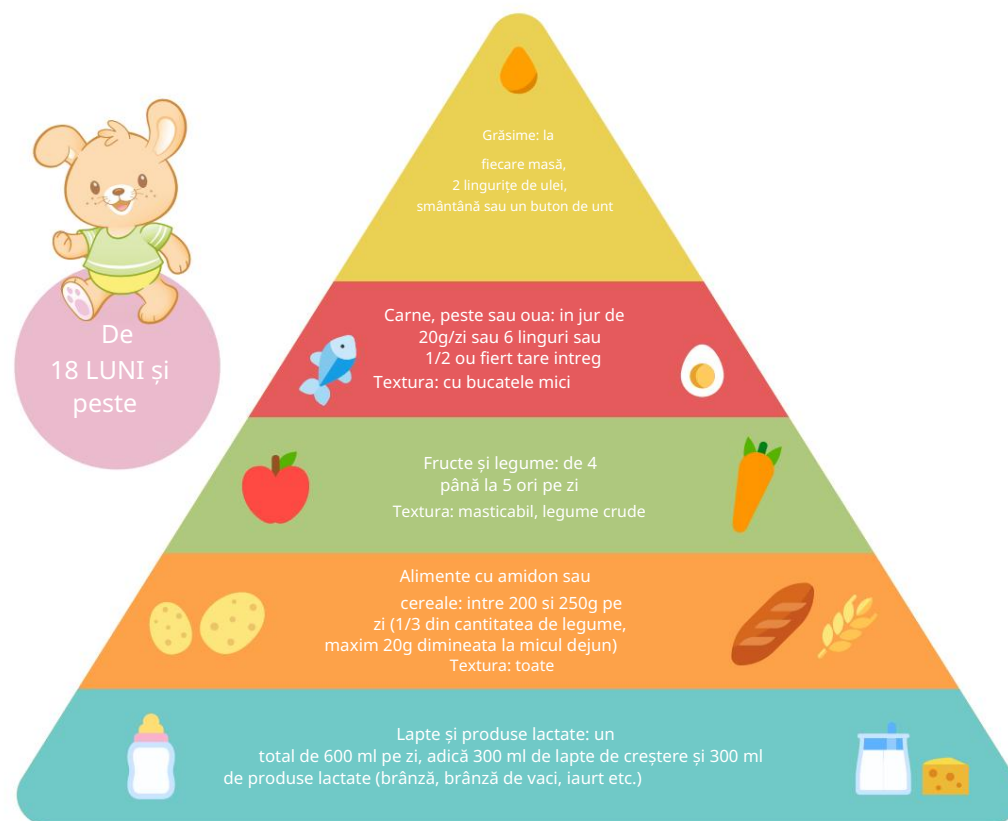 De
18 LUNI și
peste
Grăsime: la
fiecare masă,
2 lingurițe de ulei,
smântână sau un buton de unt
Carne, peste sau oua: in jur de
20g/zi sau 6 linguri sau
1/2 ou fiert tare intreg
Textura: cu bucatele mici
Fructe și legume: de 4
până la 5 ori pe zi
Textura: masticabil, legume crude
Alimente cu amidon sau
cereale: intre 200 si 250g pe
zi (1/3 din cantitatea de legume,
maxim 20g dimineata la micul dejun)
Textura: toate
Lapte și produse lactate: un
total de 600 ml pe zi, adică 300 ml de lapte de creștere și 300 ml
de produse lactate (brânză, brânză de vaci, iaurt etc.)